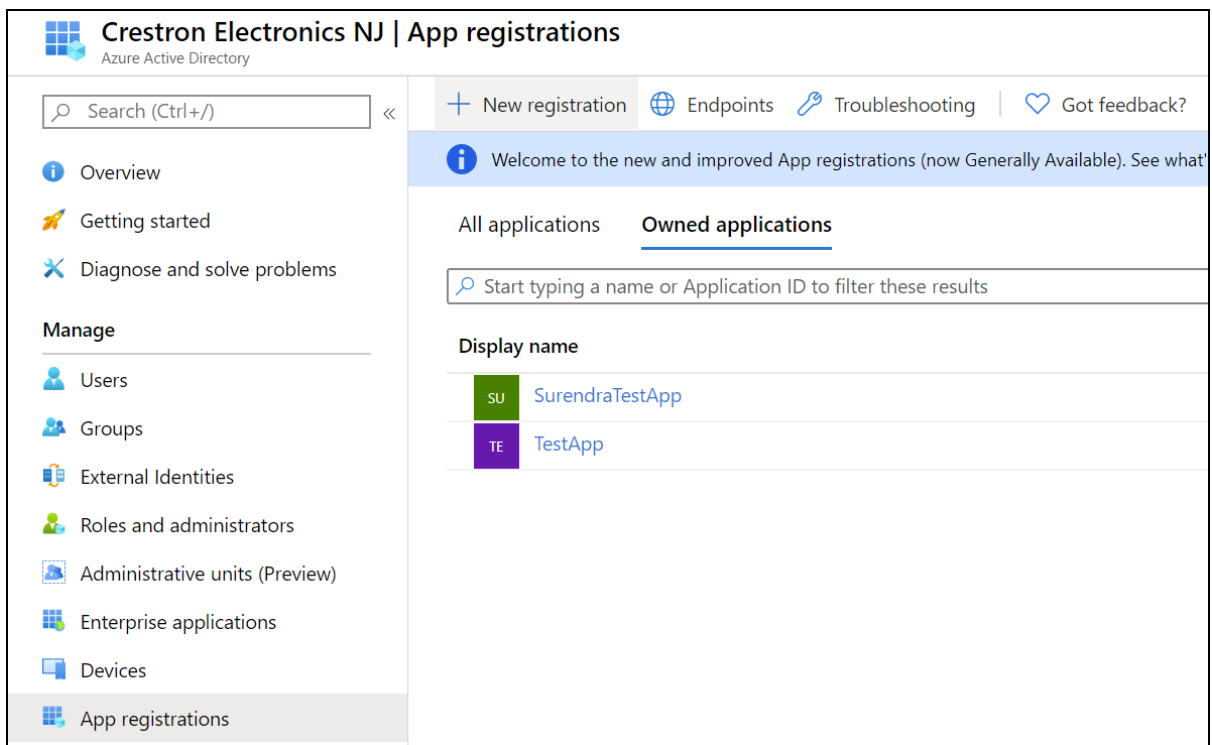 Crestron Electronics NJ | App registrations
Azure Active Directory
Search (Ctrl+/)
Overview
Getting started
Diagnose and solve problems
Manage
Users
Groups
External Identities
Roles and administrators
Administrative units (Preview)
Enterprise applications
Devices
App registrations
New registration
Endpoints
Troubleshooting
Got feedback?
Welcome to the new and improved App registrations (now Generally Available). See what'
All applications
Owned applications
Start typing a name or Application ID to filter these results
Display name
SU SurendraTestApp
TE TestApp